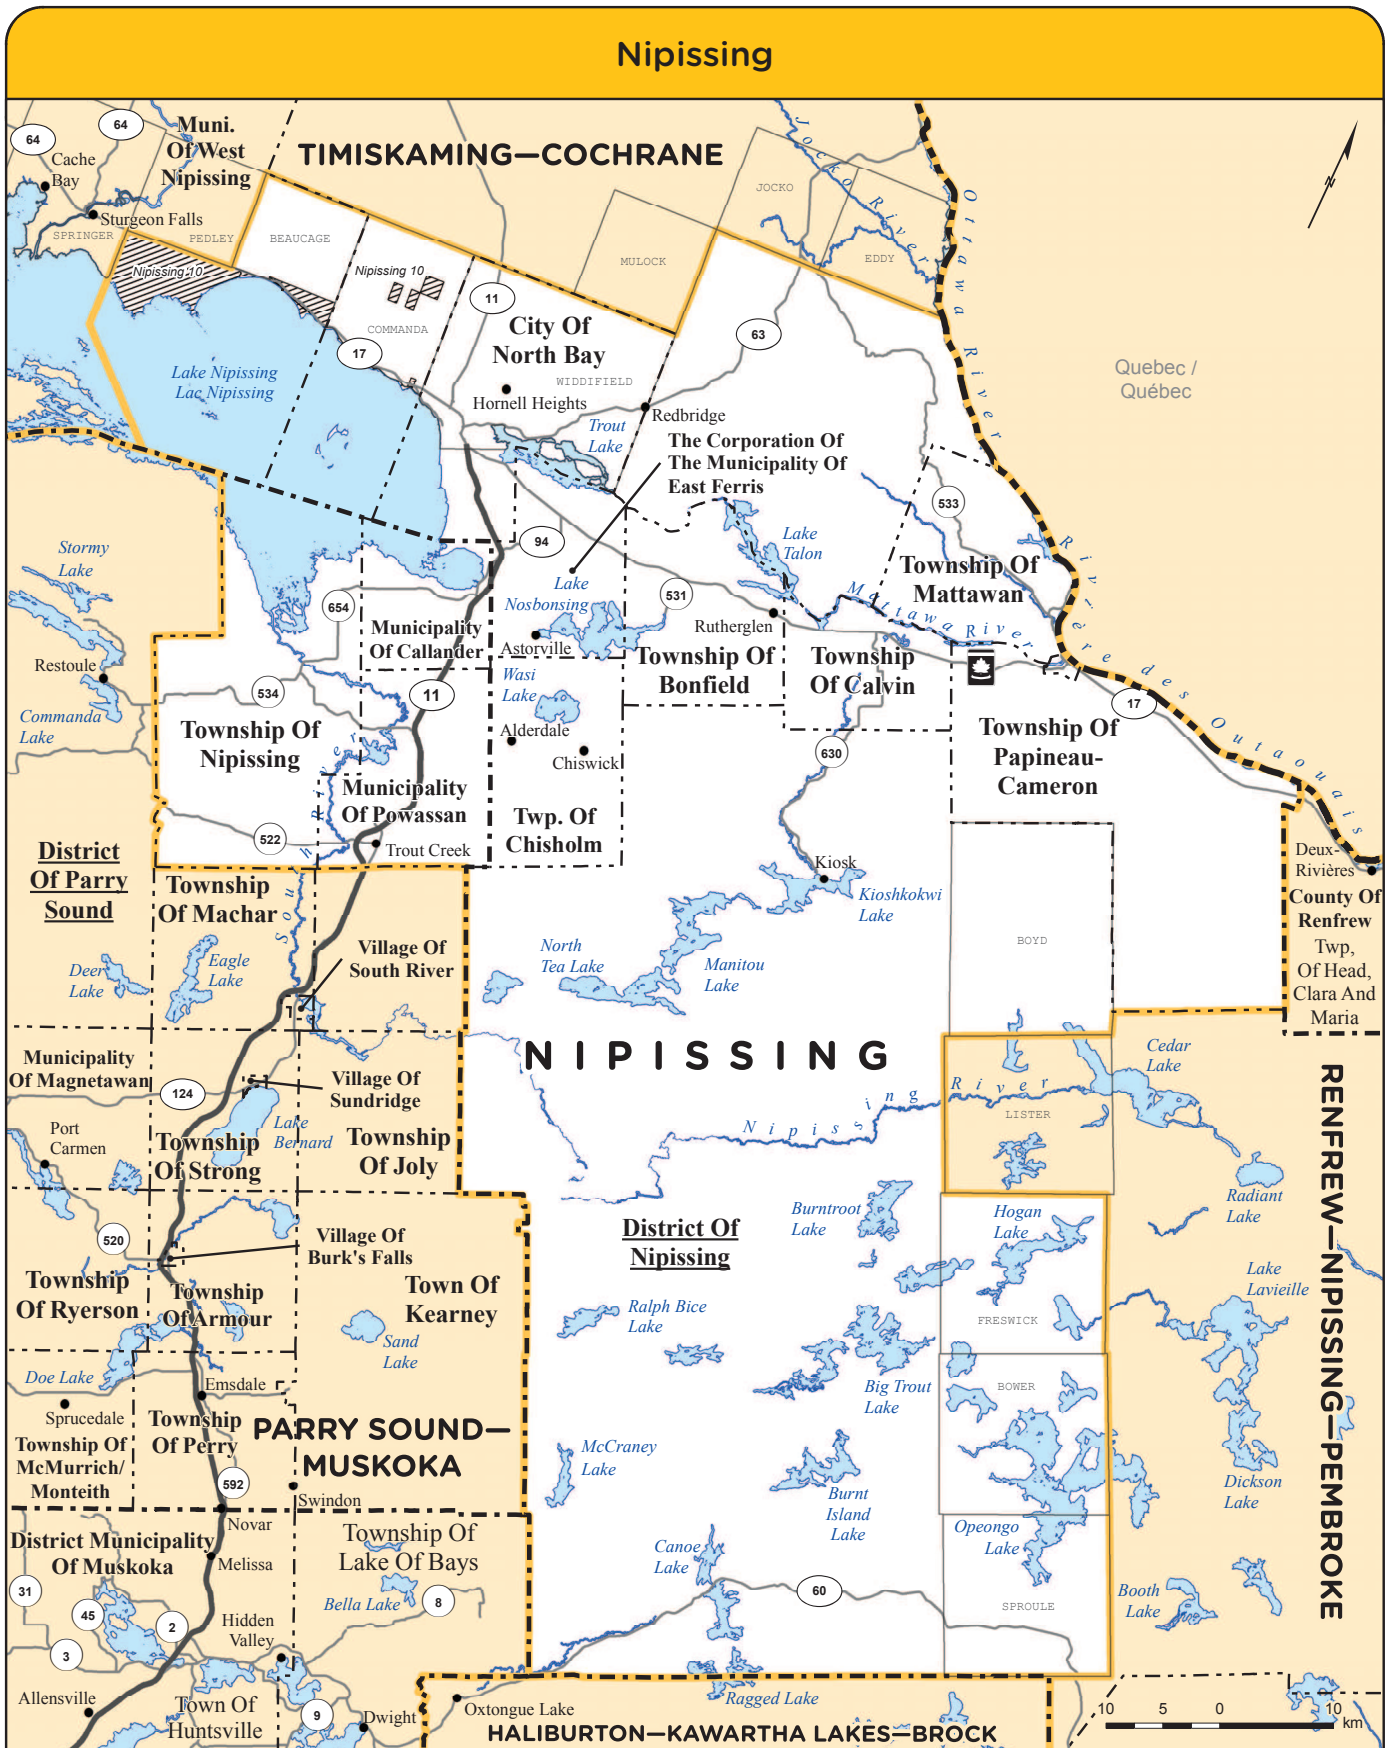 Nipissing
64
64
Muni.
Of West
Nipissing
Cache
Bay
Sturgeon Falls
SPRINGER
PEDLEY
BEAUCAGE
TIMISKAMING—COCHRANE
MULOCK
JOCKO
EDDY
Jocko River
Ottawa River
N
Nipissing 10
Nipissing 10
COMMANDA
17
11
City Of
North Bay
WIDDIFIELD
Hornell Heights
63
Redbridge
Quebec /
Québec
Lake Nipissing
Lac Nipissing
Trout
Lake
The Corporation Of
The Municipality Of
East Ferris
533
94
Lake
Talon
Township Of
Mattawan
Mattawa River
Rivière des Outaouais
Stormy
Lake
654
Lake
Nosbonsing
531
Rutherglen
Municipality
Of Callander
Astorville
Township Of
Bonfield
Township
Of Calvin
Restoule
Commanda
Lake
534
11
Wasi
Lake
Alderdale
Chiswick
17
Township Of
Nipissing
630
Township Of
Papineau-
Cameron
Municipality
Of Powassan
Twp. Of
Chisholm
522
Trout Creek
South River
District
Of Parry
Sound
Township
Of Machar
Kiosk
Kioshkokwi
Lake
Deux-
Rivières
County Of
Renfrew
Twp,
Of Head,
Clara And
Maria
BOYD
Deer
Lake
Eagle
Lake
Village Of
South River
North
Tea Lake
Manitou
Lake
NIPISSING
Municipality
Of Magnetawan
124
Village Of
Sundridge
Cedar
Lake
Nipissing River
LISTER
Port
Carmen
Lake
Bernard
Township
Of Strong
Township
Of Joly
Radiant
Lake
RENFREW—NIPISSING—PEMBROKE
520
Village Of
Burk's Falls
District Of
Nipissing
Burntroot
Lake
Hogan
Lake
Township
Of Ryerson
Township
Of Armour
Town Of
Kearney
Lake
Lavieille
Ralph Bice
Lake
FRESWICK
Sand
Lake
Doe Lake
Emsdale
Big Trout
Lake
BOWER
Sprucedale
Township
Of Perry
PARRY SOUND—
MUSKOKA
Township Of
McMurrich/
Monteith
McCraney
Lake
592
Swindon
Burnt
Island
Lake
Dickson
Lake
Novar
District Municipality
Of Muskoka
Melissa
Township Of
Lake Of Bays
Opeongo
Lake
Canoe
Lake
31
45
2
3
Bella Lake
8
60
SPROULE
Booth
Lake
Hidden
Valley
Allensville
Town Of
Huntsville
9
Dwight
Oxtongue Lake
Ragged Lake
HALIBURTON—KAWARTHA LAKES—BROCK
10 5 0 10
km